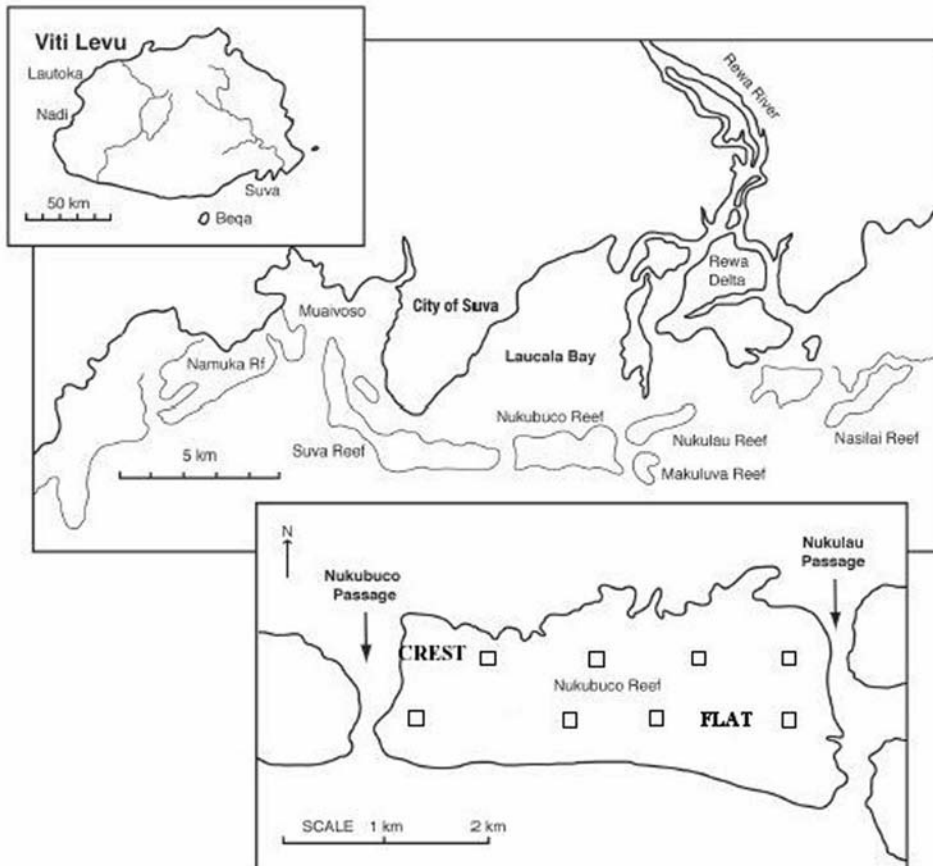 Viti Levu
Lautoka
Nadi
Suva
50 km
Beqa
Rewa River
Rewa
Delta
Muaivoso
City of Suva
Laucala Bay
Namuka Rf
Nukubuco Reef
Suva Reef
Nukulau Reef
Nasilai Reef
5 km
Makuluva Reef
N
Nukubuco
Passage
Nukulau
Passage
CREST
Nukubuco Reef
FLAT
SCALE 1 km 2 km